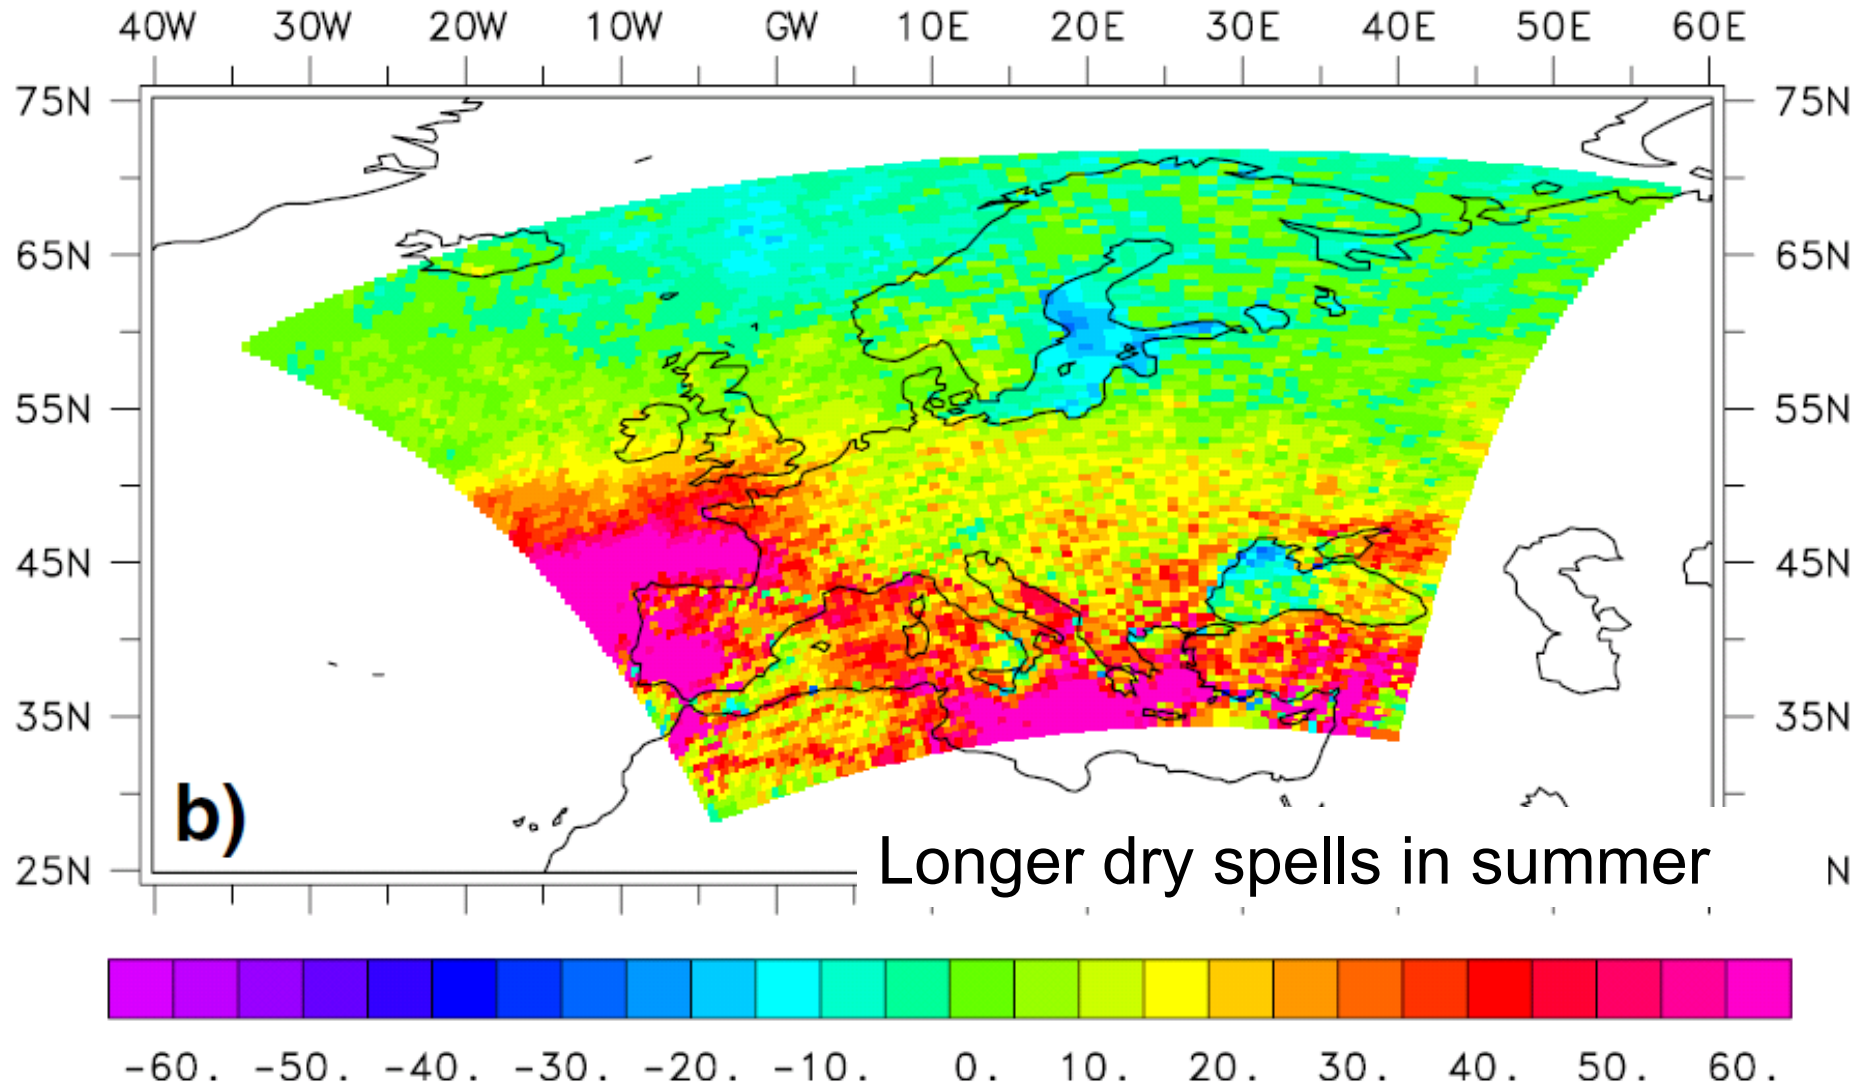 40W 30W 20W 10W GW 10E 20E 30E 40E 50E 60E
75N 75N
65N 65N
55N 55N
45N 45N
35N 35N
b)
Longer dry spells in summer
25N N
-60. -50. -40. -30. -20. -10. 0. 10. 20. 30. 40. 50. 60.